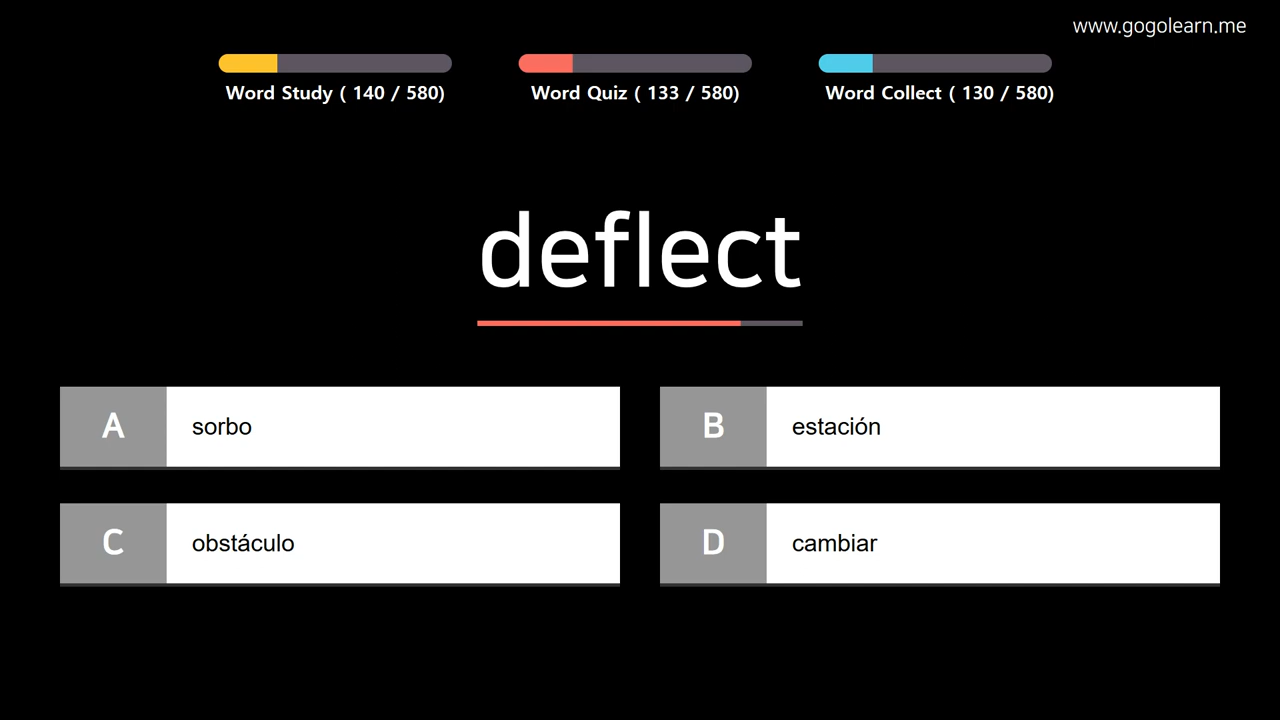 www.gogolearn.me
Word Study ( 140 / 580)
Word Quiz ( 133 / 580)
Word Collect ( 130 / 580)
deflect
A sorbo
B estación
C obstáculo
D cambiar